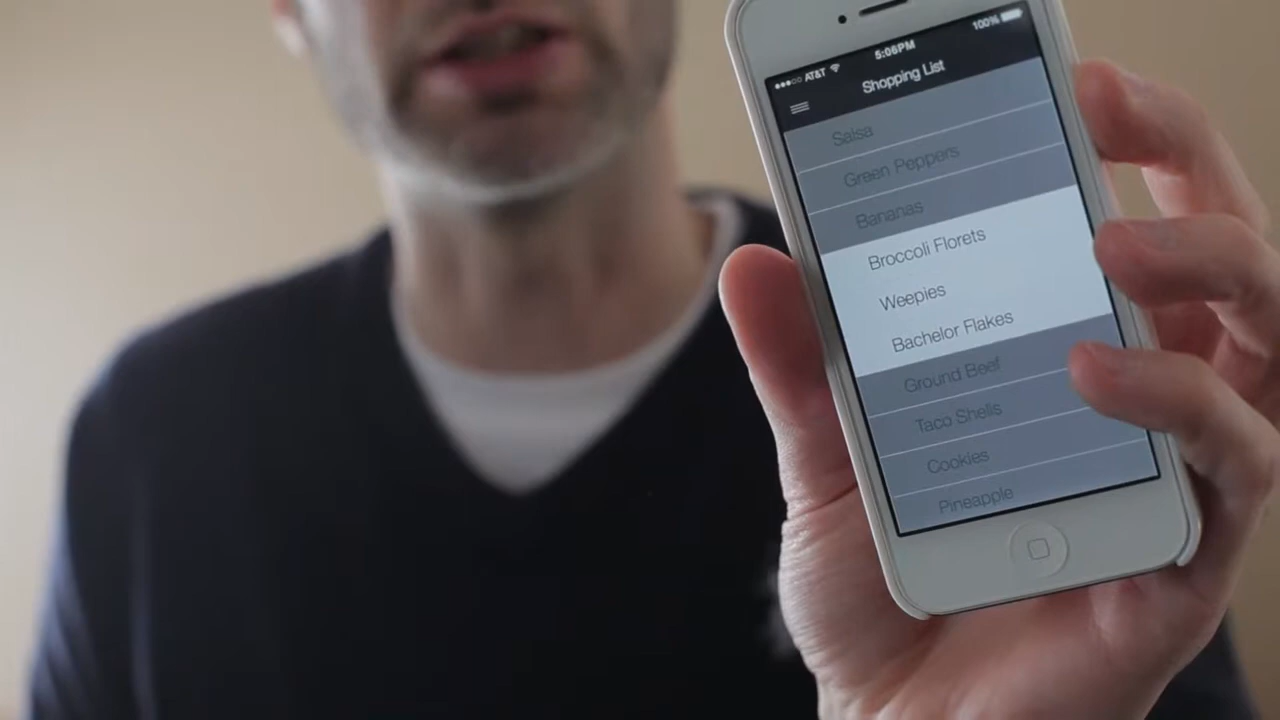 AT&T 5:06PM 100%
Shopping List
Salsa
Green Peppers
Bananas
Broccoli Florets
Weepies
Bachelor Flakes
Ground Beef
Taco Shells
Cookies
Pineapple